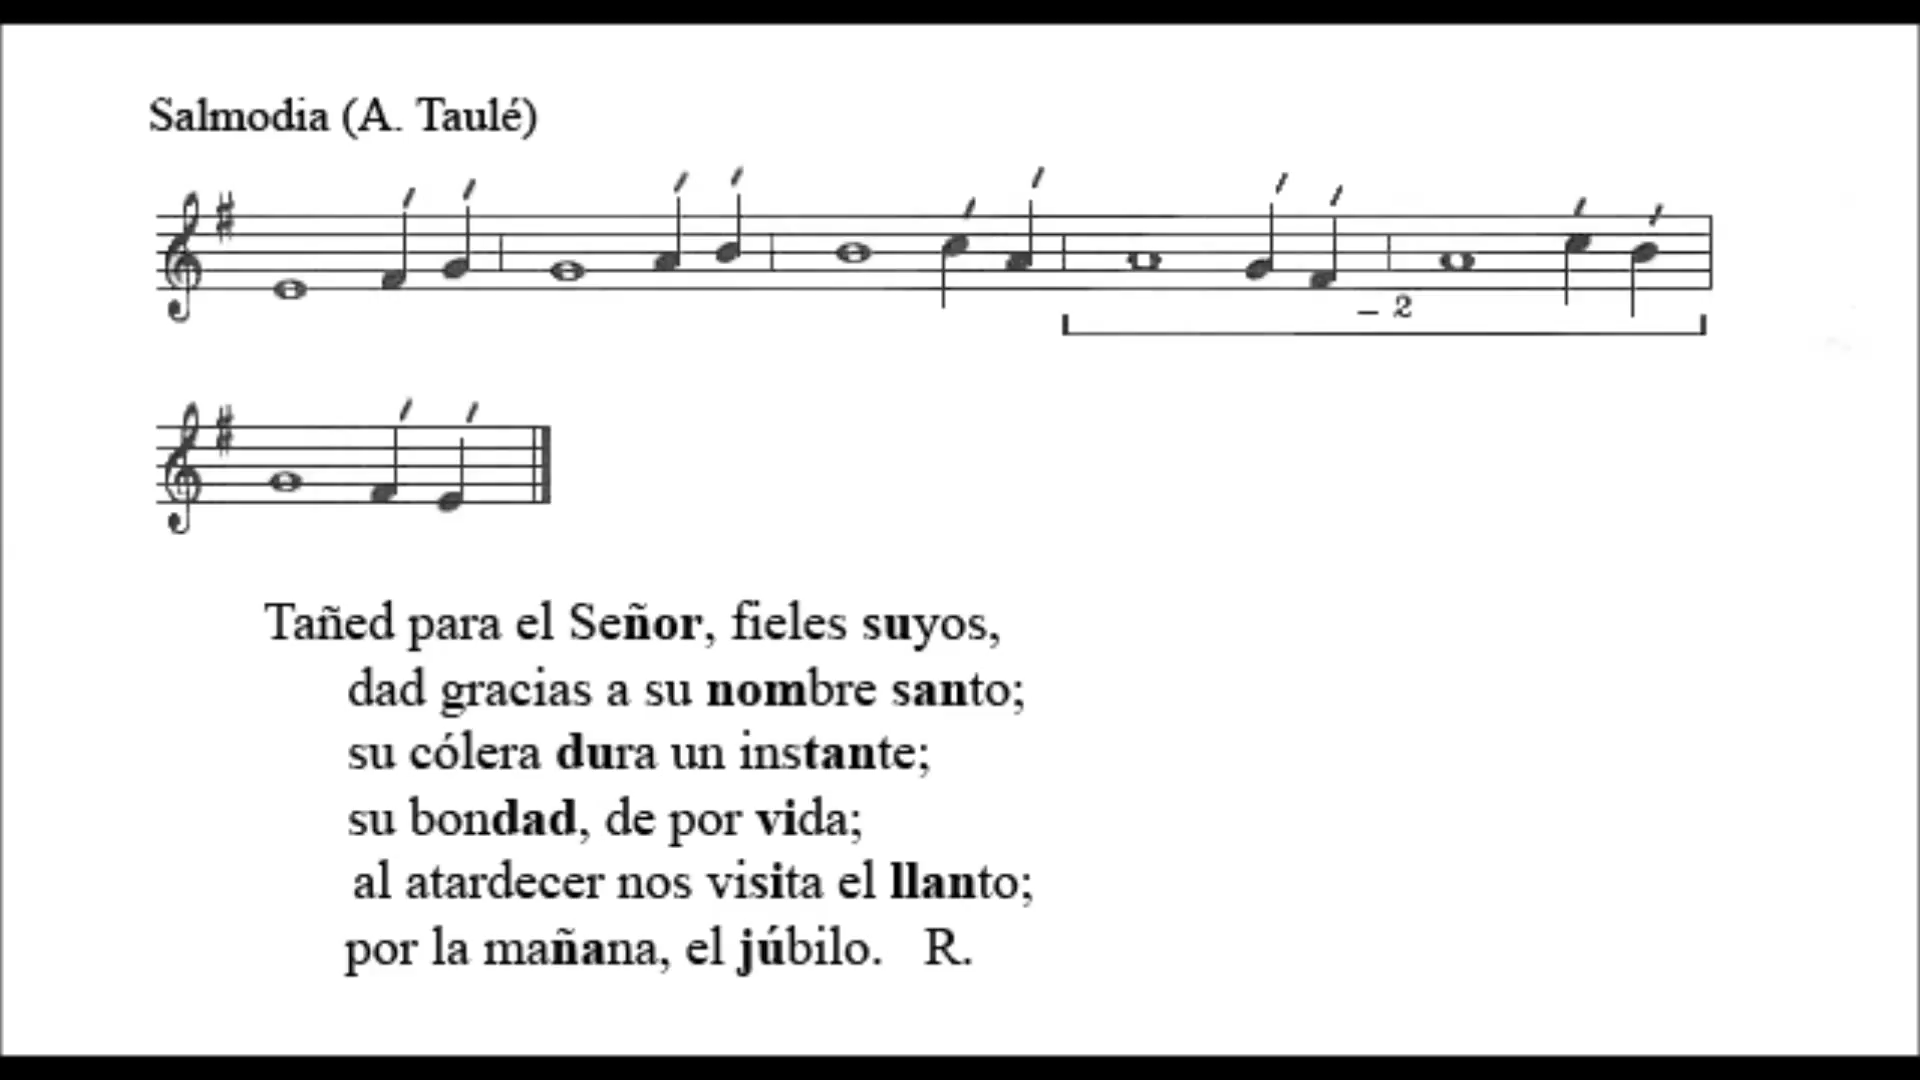 Salmodia (A. Taulé)
– 2
Tañed para el Señor, fieles suyos,
dad gracias a su nombre santo;
su cólera dura un instante;
su bondad, de por vida;
al atardecer nos visita el llanto;
por la mañana, el júbilo. R.